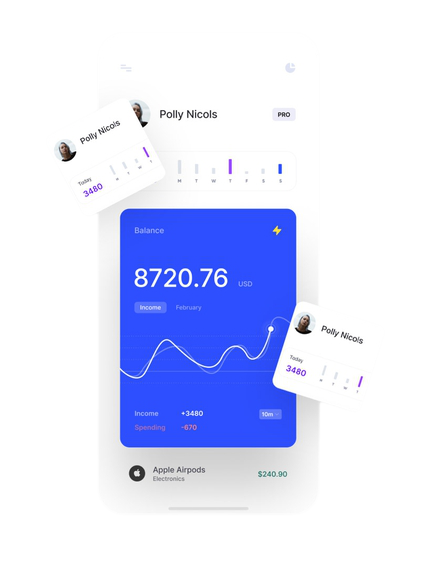 Polly Nicols
PRO
Polly Nicols
Today
3480
M T W T F S S
Balance
8720.76 USD
Income February
Polly Nicols
Today
3480
Income +3480
10m
Spending -670
Apple Airpods
Electronics
$240.90